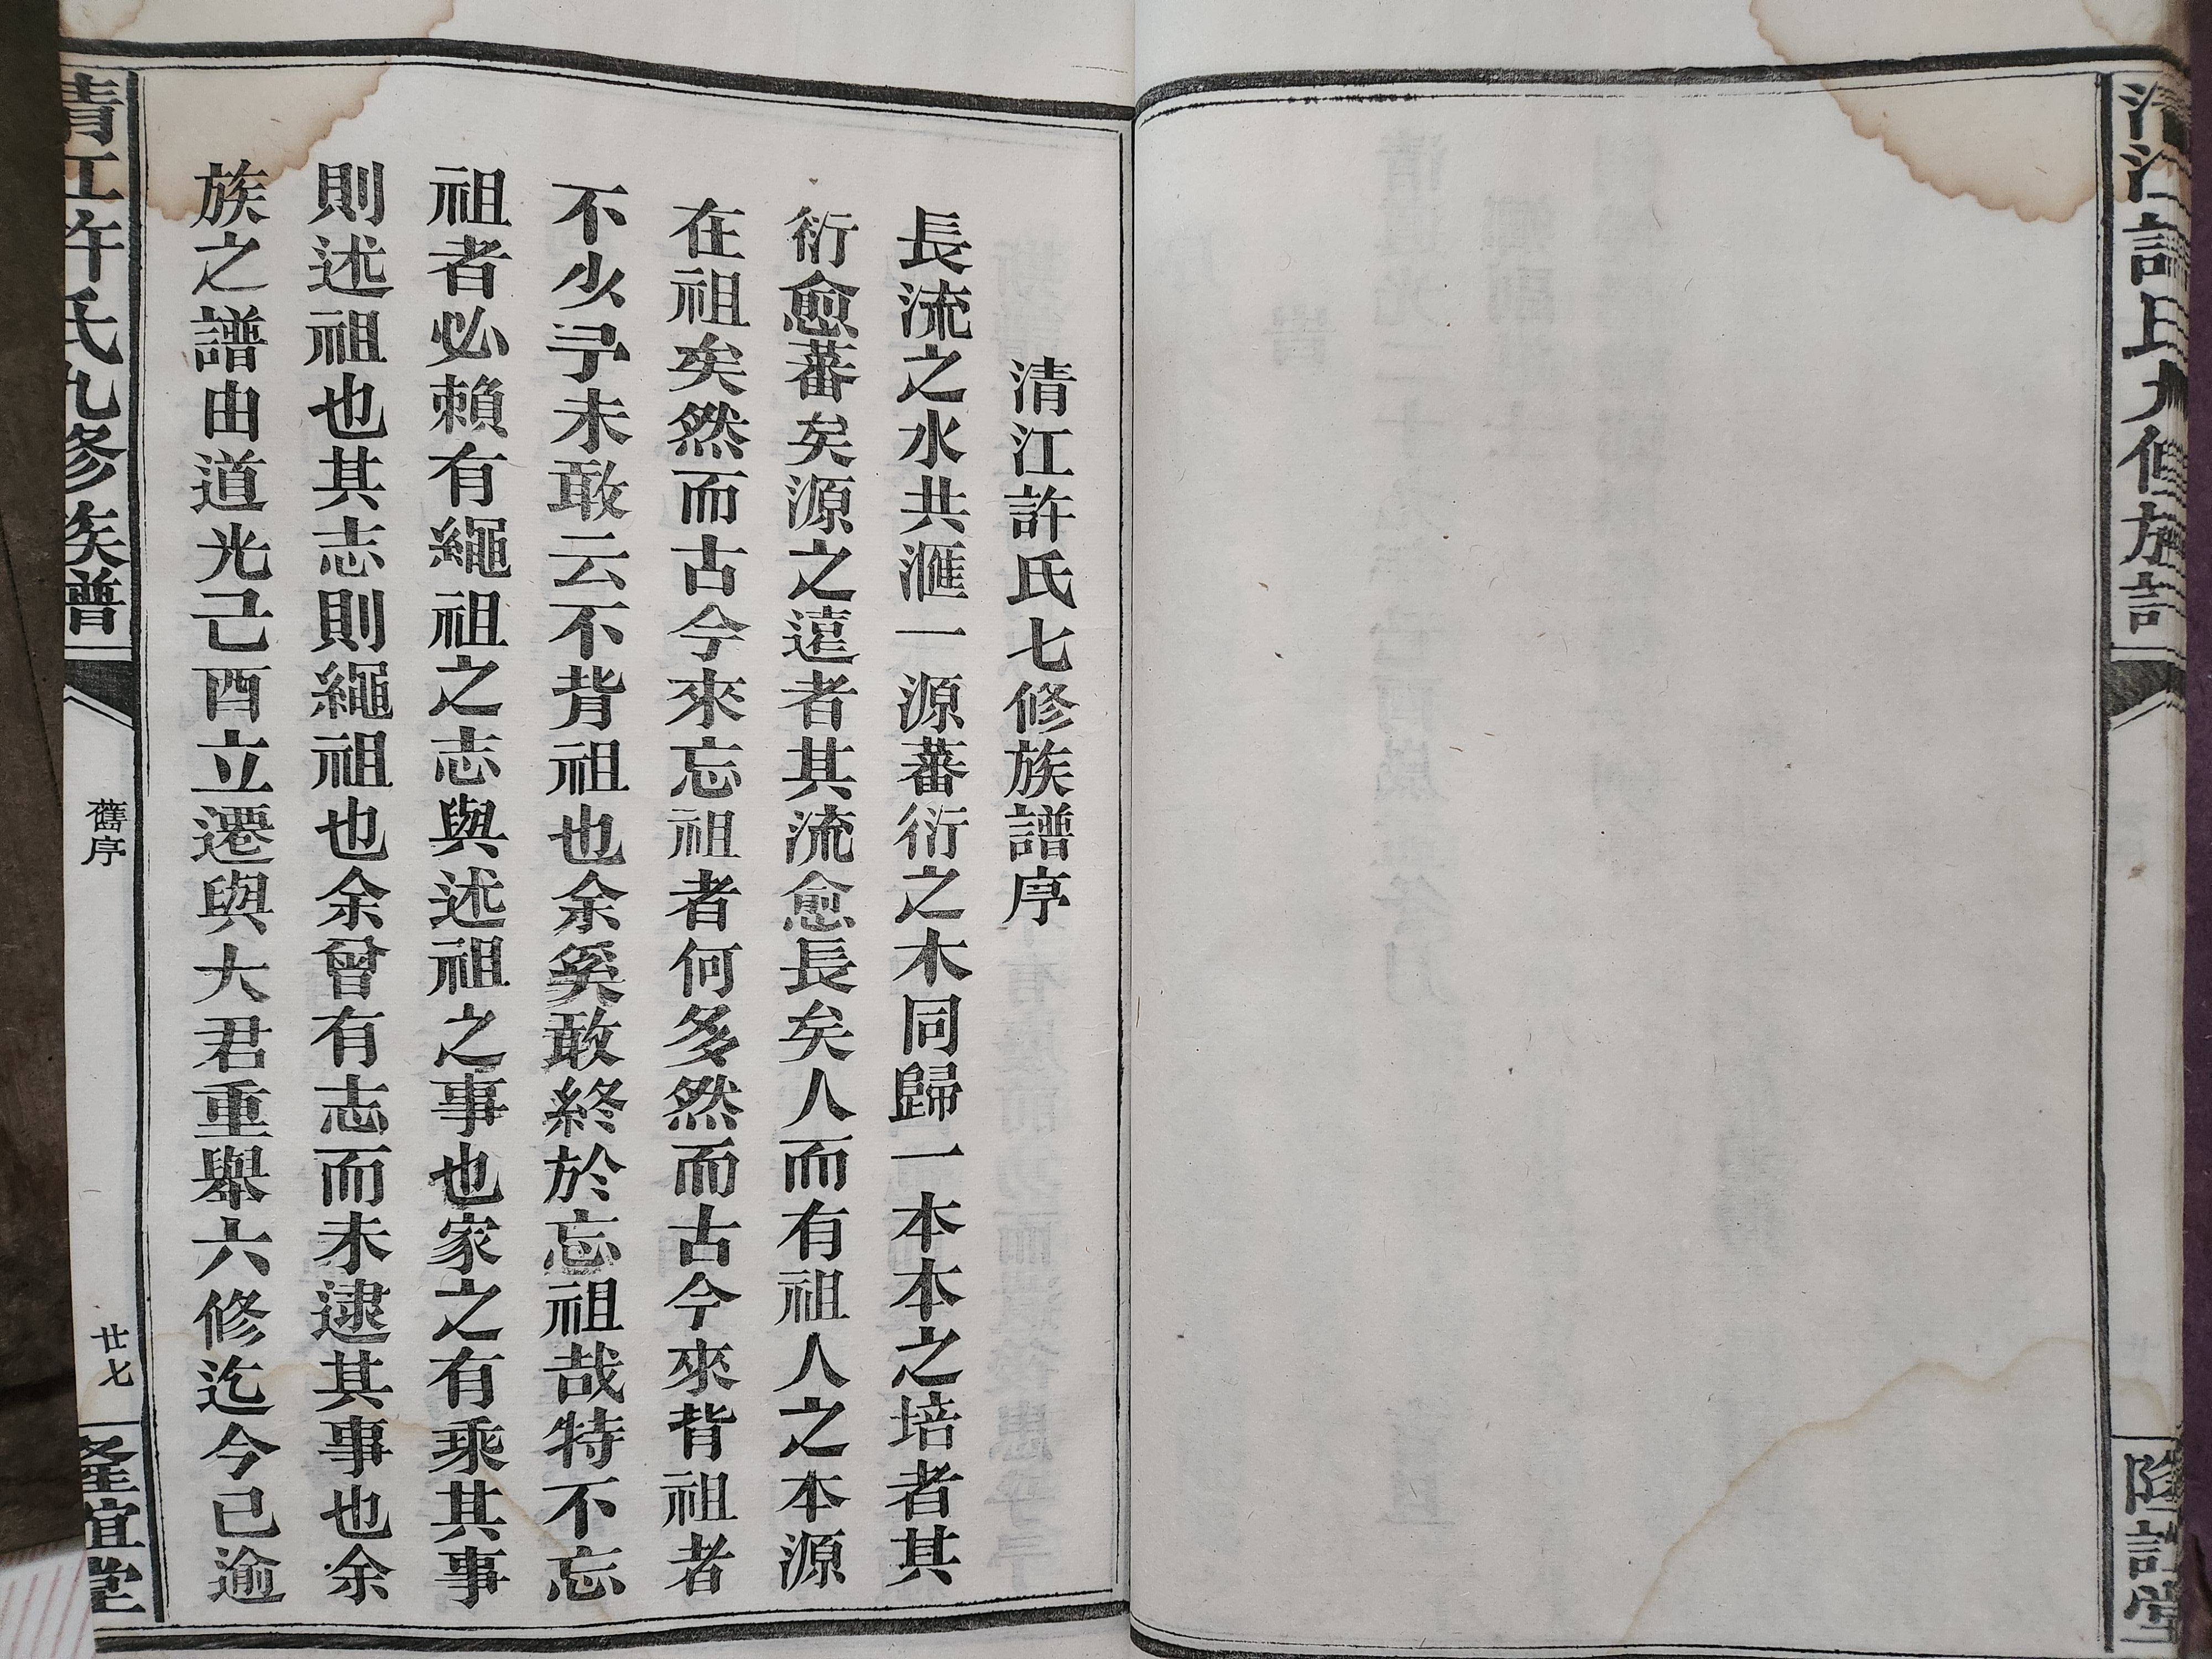 清江許氏九修族譜
隆誼堂
清江許氏七修族譜序
長流之水共滙一源蕃衍之木同歸一本本之培者其
衍愈蕃矣源之遠者其流愈長矣人而有祖人之本源
在祖矣然而古今來忘祖者何多然而古今來背祖者
不少予未敢云不背祖也余奚敢終於忘祖哉特不忘
祖者必賴有繩祖之志與述祖之事也家之有乘其事
則述祖也其志則繩祖也余曾有志而未逮其事也余
族之譜由道光己酉立遷與大君重舉六修迄今已逾
清江許氏九修族譜
舊序
廿七
隆誼堂